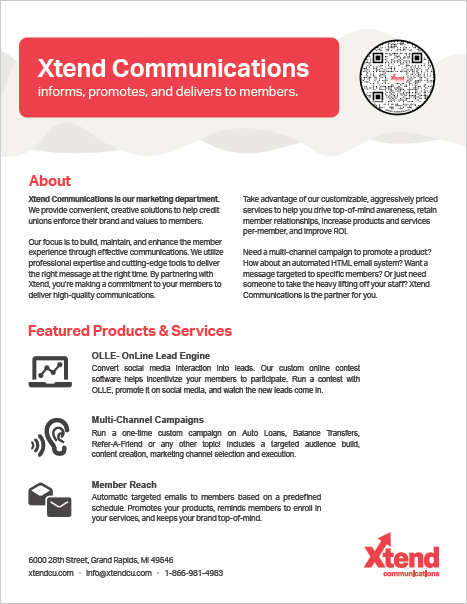 Xtend Communications
informs, promotes, and delivers to members.
Xtend
About
Xtend Communications is our marketing department.
We provide convenient, creative solutions to help credit
unions enforce their brand and values to members.
Our focus is to build, maintain, and enhance the member
experience through effective communications. We utilize
professional expertise and cutting-edge tools to deliver
the right message at the right time. By partnering with
Xtend, you're making a commitment to your members to
deliver high-quality communications.
Take advantage of our customizable, aggressively priced
services to help you drive top-of-mind awareness, retain
member relationships, increase products and services
per-member, and improve ROI.
Need a multi-channel campaign to promote a product?
How about an automated HTML email system? Want a
message targeted to specific members? Or just need
someone to take the heavy lifting off your staff? Xtend
Communications is the partner for you.
Featured Products & Services
OLLE- OnLine Lead Engine
Convert social media interaction into leads. Our custom online contest
software helps incentivize your members to participate. Run a contest with
OLLE, promote it on social media, and watch the new leads come in.
Multi-Channel Campaigns
Run a one-time custom campaign on Auto Loans, Balance Transfers,
Refer-A-Friend or any other topic! Includes a targeted audience build,
content creation, marketing channel selection and execution.
Member Reach
Automatic targeted emails to members based on a predefined
schedule. Promotes your products, reminds members to enroll in
your services, and keeps your brand top-of-mind.
6000 28th Street, Grand Rapids, MI 49546
xtendcu.com · info@xtendcu.com · 1-866-981-4983
Xtend
communications